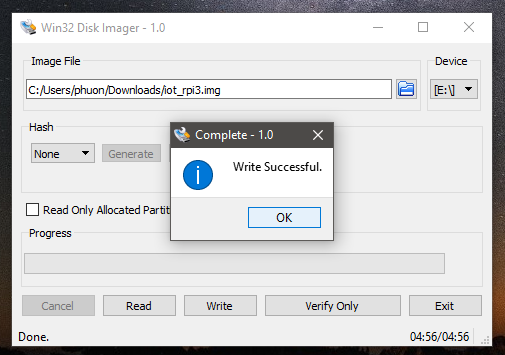 Win32 Disk Imager - 1.0
Image File
Device
C:/Users/phuon/Downloads/iot_rpi3.img
[E:\]
Hash
None
Generate
Complete - 1.0
Write Successful.
OK
Read Only Allocated Partit
Progress
Cancel
Read
Write
Verify Only
Exit
Done.
04:56/04:56